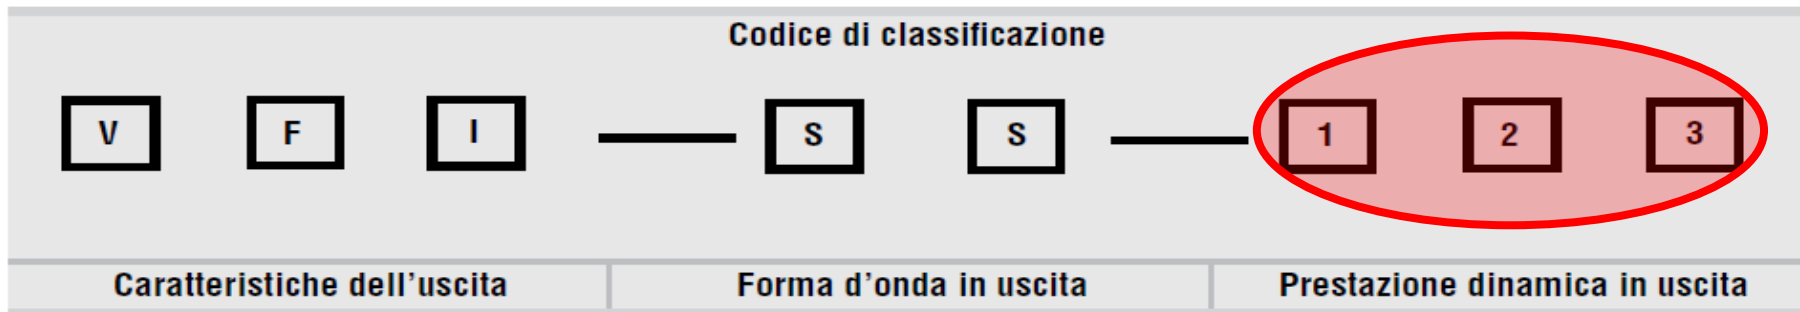 Codice di classificazione
V F I S S 1 2 3
Caratteristiche dell'uscita Forma d'onda in uscita Prestazione dinamica in uscita